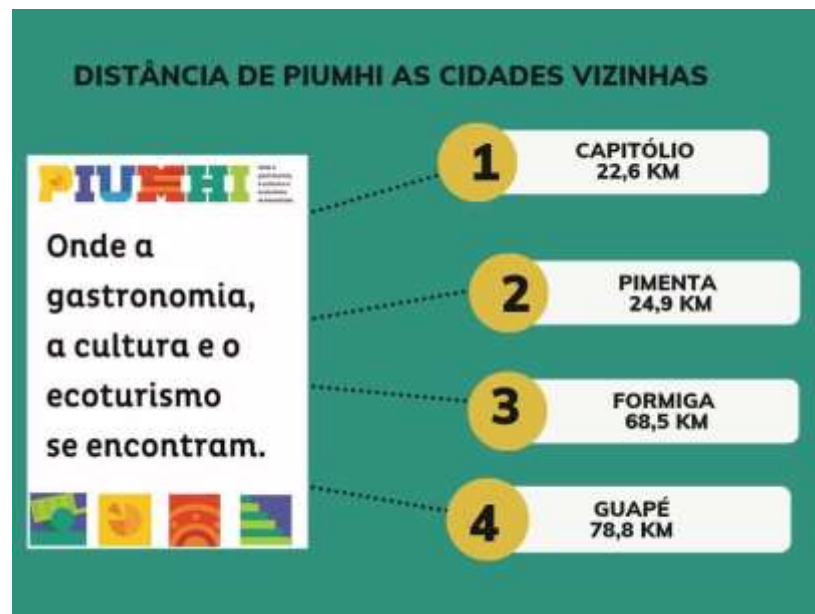 DISTÂNCIA DE PIUMHI AS CIDADES VIZINHAS
PIUMHI
Onde a
gastronomia,
a cultura e o
ecoturismo
se encontram.
1
CAPITÓLIO
22,6 KM
2
PIMENTA
24,9 KM
3
FORMIGA
68,5 KM
4
GUAPÉ
78,8 KM